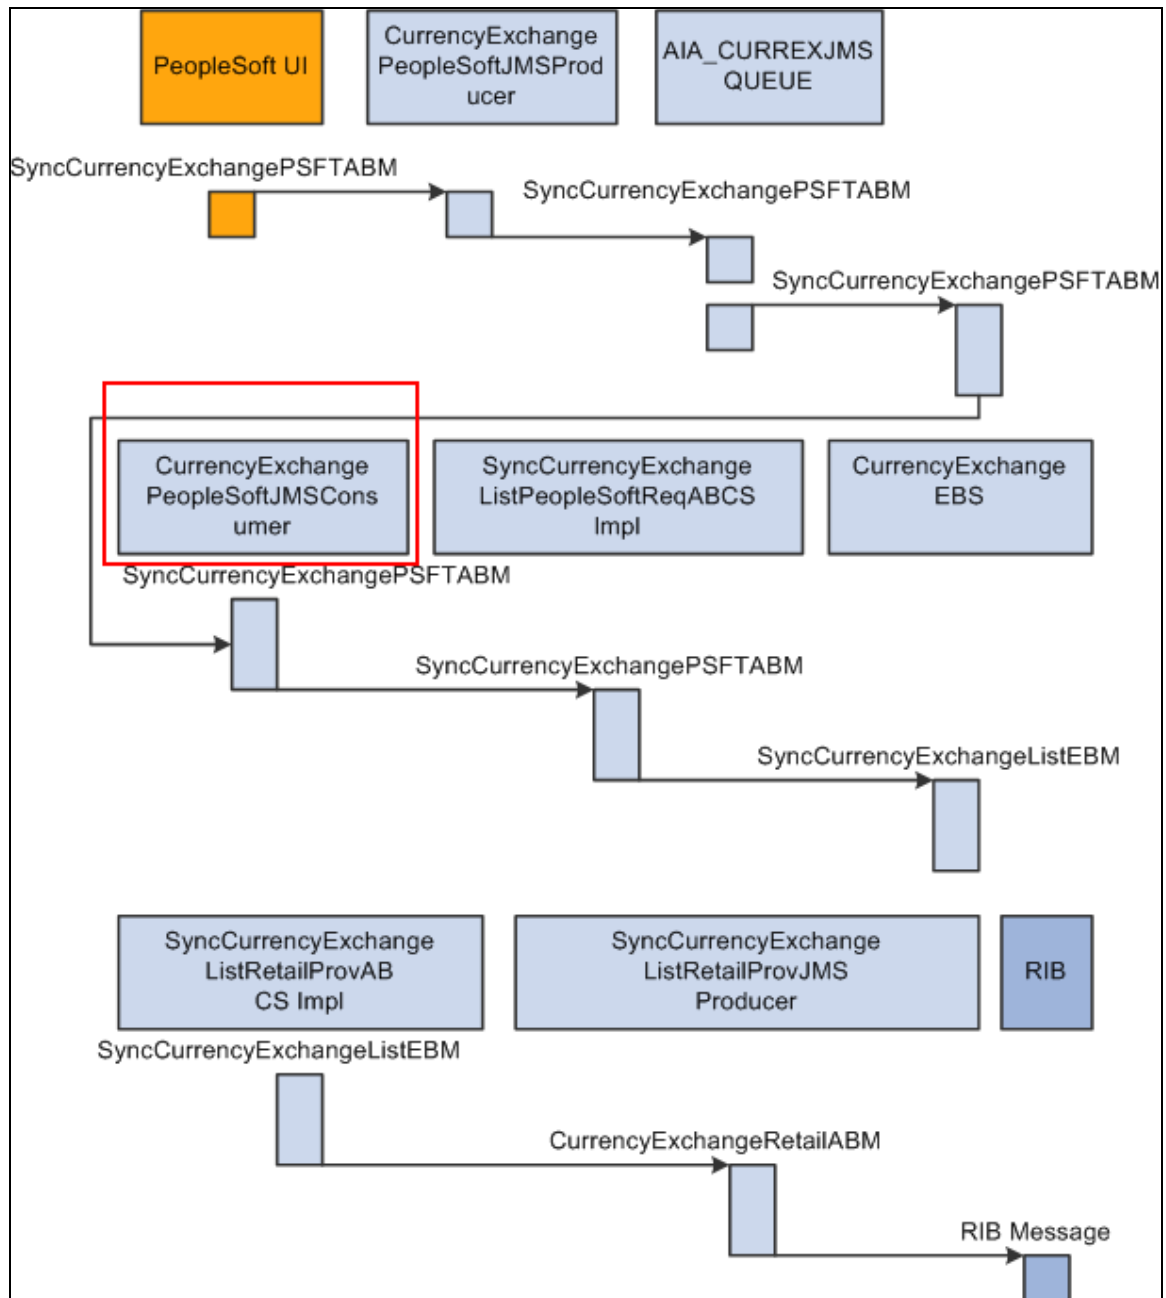 PeopleSoft UI
CurrencyExchange
PeopleSoftJMSProd
ucer
AIA_CURREXJMS
QUEUE
SyncCurrencyExchangePSFTABM
SyncCurrencyExchangePSFTABM
SyncCurrencyExchangePSFTABM
CurrencyExchange
PeopleSoftJMSCons
umer
SyncCurrencyExchange
ListPeopleSoftReqABCS
Impl
CurrencyExchange
EBS
SyncCurrencyExchangePSFTABM
SyncCurrencyExchangePSFTABM
SyncCurrencyExchangeListEBM
SyncCurrencyExchange
ListRetailProvAB
CS Impl
SyncCurrencyExchange
ListRetailProvJMS
Producer
RIB
SyncCurrencyExchangeListEBM
CurrencyExchangeRetailABM
RIB Message